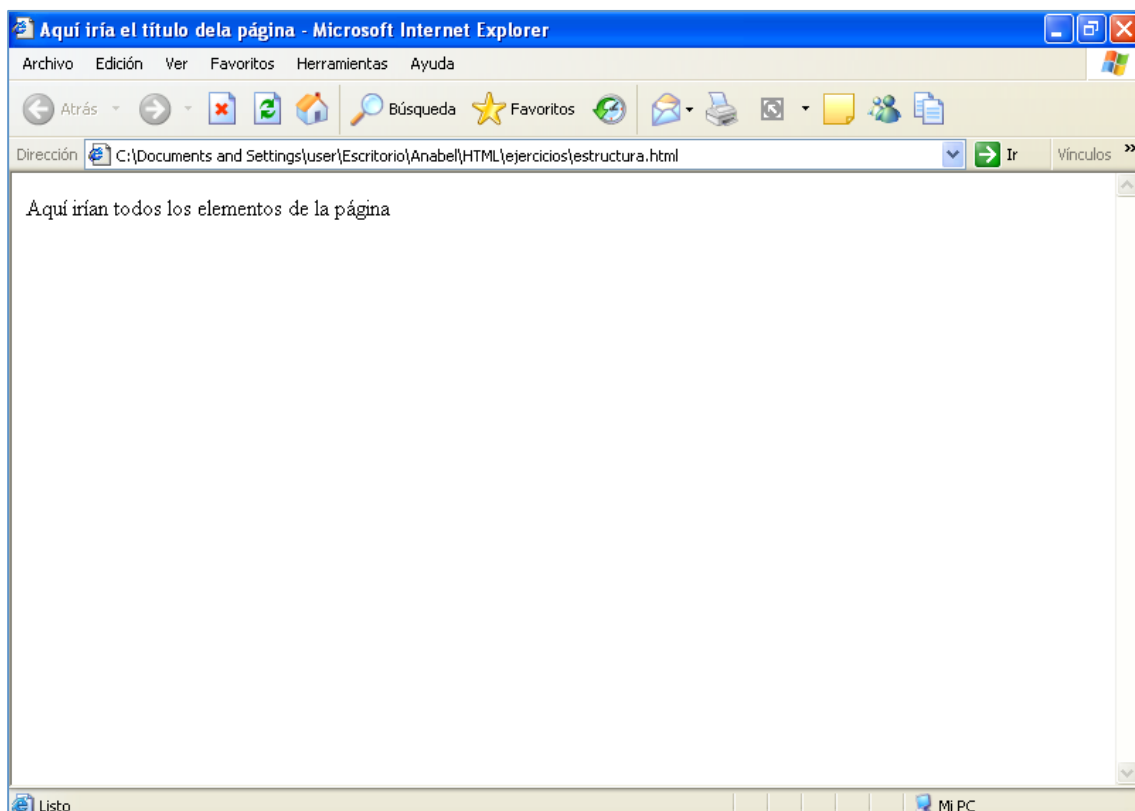 Aquí iría el título dela página - Microsoft Internet Explorer
Archivo Edición Ver Favoritos Herramientas Ayuda
Atrás Búsqueda Favoritos
Dirección C:\Documents and Settings\user\Escritorio\Anabel\HTML\ejercicios\estructura.html Ir Vínculos »
Aquí irían todos los elementos de la página
Listo Mi PC